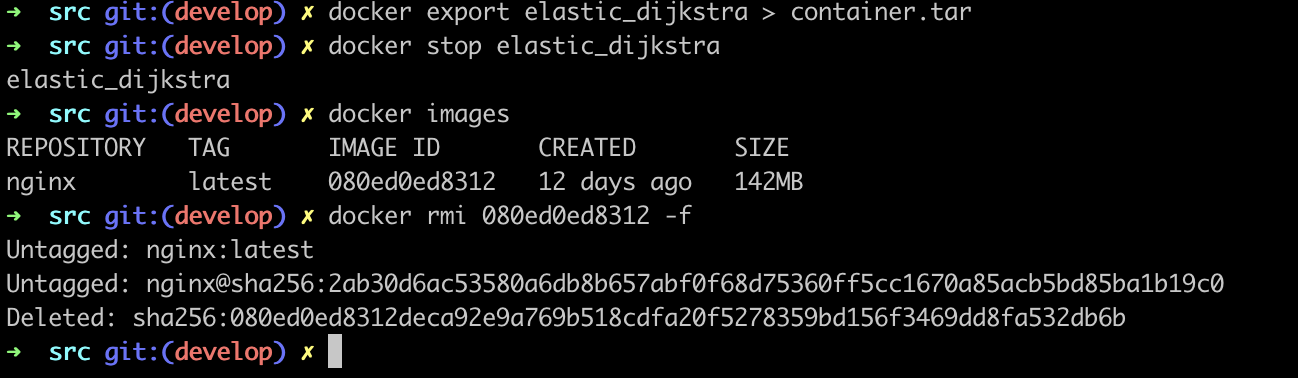 ➜  src git:(develop) ✗ docker export elastic_dijkstra > container.tar
➜  src git:(develop) ✗ docker stop elastic_dijkstra
elastic_dijkstra
➜  src git:(develop) ✗ docker images
REPOSITORY   TAG       IMAGE ID       CREATED       SIZE
nginx        latest    080ed0ed8312   12 days ago   142MB
➜  src git:(develop) ✗ docker rmi 080ed0ed8312 -f
Untagged: nginx:latest
Untagged: nginx@sha256:2ab30d6ac53580a6db8b657abf0f68d75360ff5cc1670a85acb5bd85ba1b19c0
Deleted: sha256:080ed0ed8312deca92e9a769b518cdfa20f5278359bd156f3469dd8fa532db6b
➜  src git:(develop) ✗